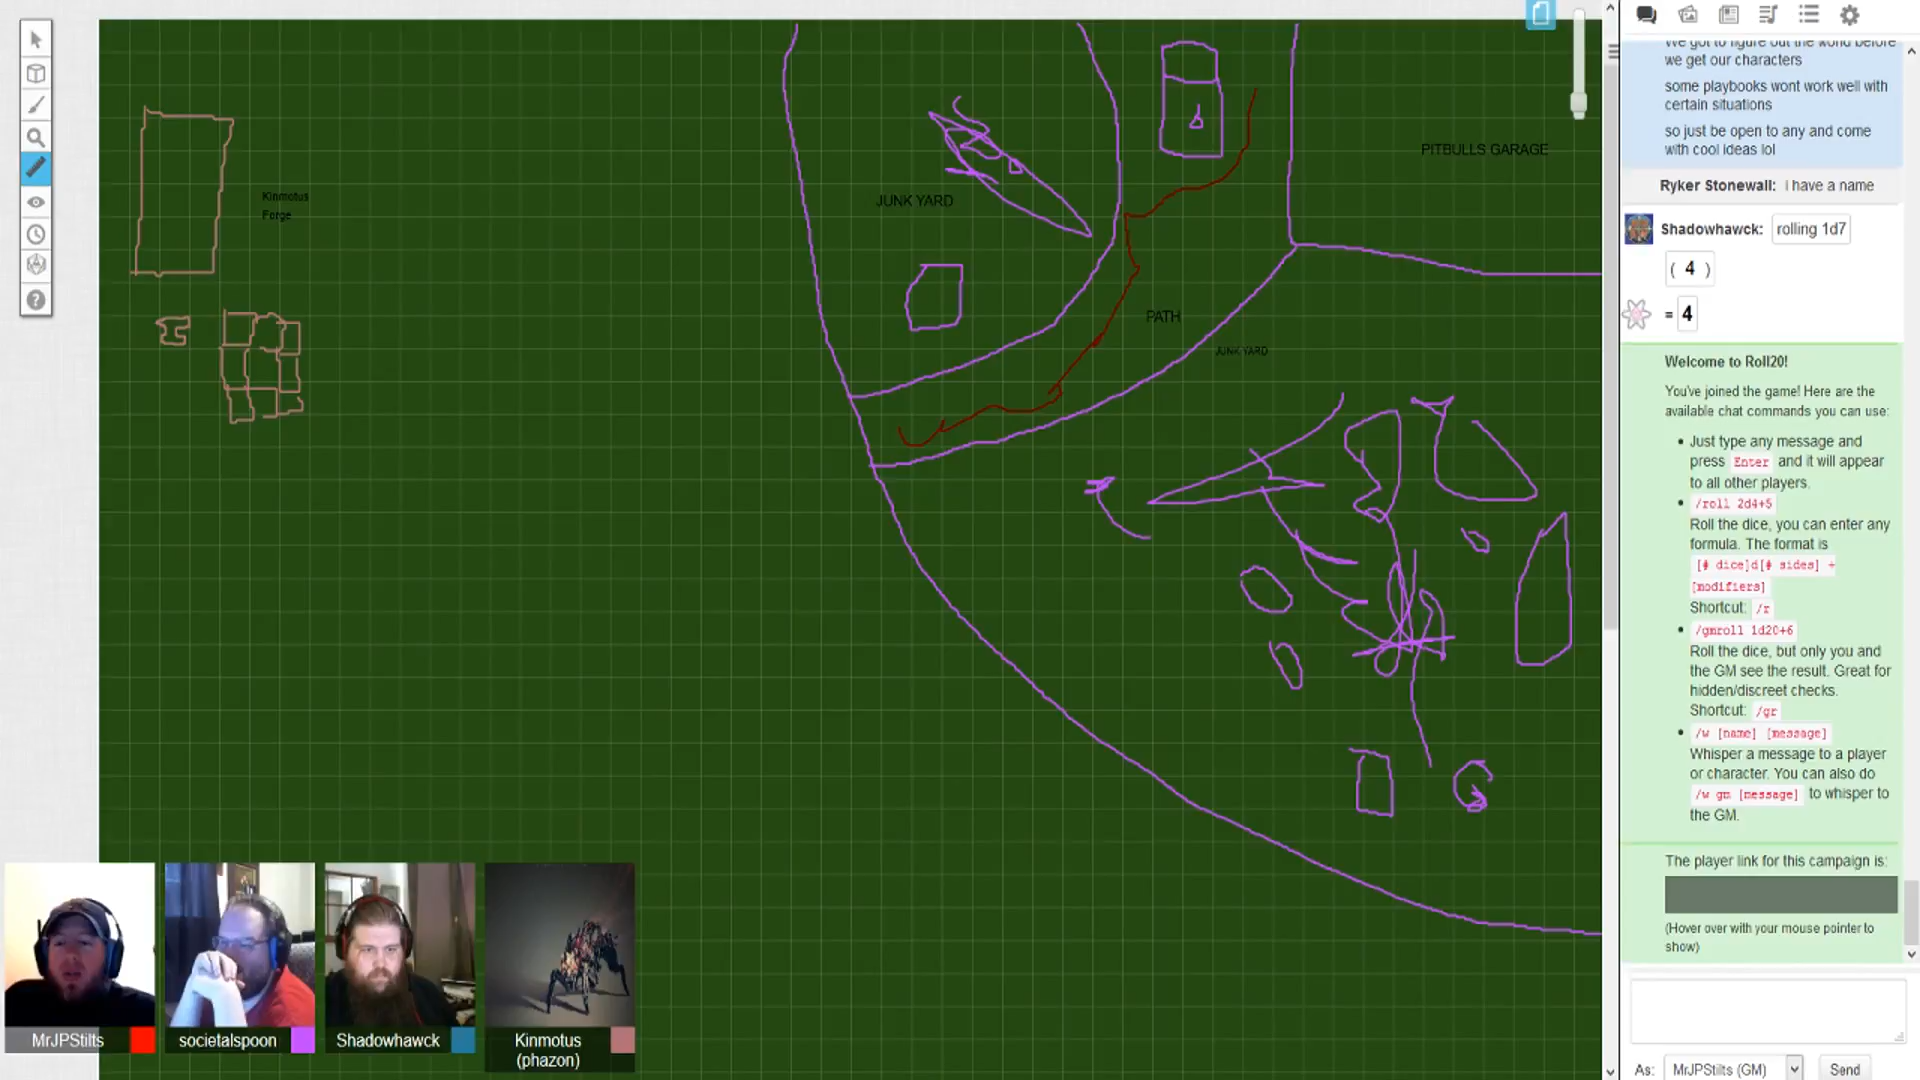 Kinmotus
Forge
JUNK YARD
PATH
JUNK YARD
PITBULLS GARAGE
We got to figure out the world before
we get our characters
some playbooks wont work well with
certain situations
so just be open to any and come
with cool ideas lol
Ryker Stonewall: I have a name
Shadowhawck: rolling 1d7
( 4 )
= 4
Welcome to Roll20!
You've joined the game! Here are the
available chat commands you can use:
• Just type any message and
press Enter and it will appear
to all other players.
• /roll 2d4+5
Roll the dice, you can enter any
formula. The format is
[# dice]d[# sides] +
[modifiers]
Shortcut: /r
• /gmroll 1d20+6
Roll the dice, but only you and
the GM see the result. Great for
hidden/discreet checks.
Shortcut: /gr
• /w [name] [message]
Whisper a message to a player
or character. You can also do
/w gm [message] to whisper to
the GM.
The player link for this campaign is:
(Hover over with your mouse pointer to
show)
As: MrJPStilts (GM) Send
MrJPStilts
societalspoon
Shadowhawck
Kinmotus
(phazon)